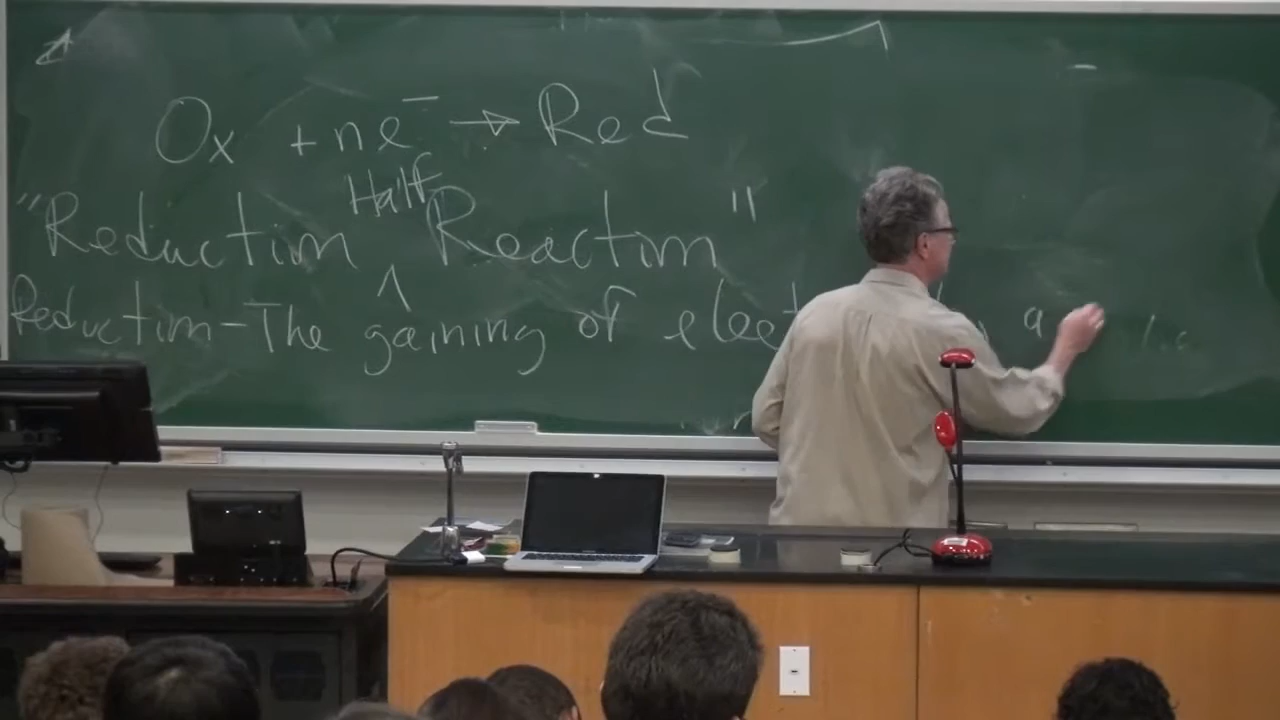 Ox + ne⁻ → Red
"Reduction Half Reaction"
Reduction - The gaining of elect a